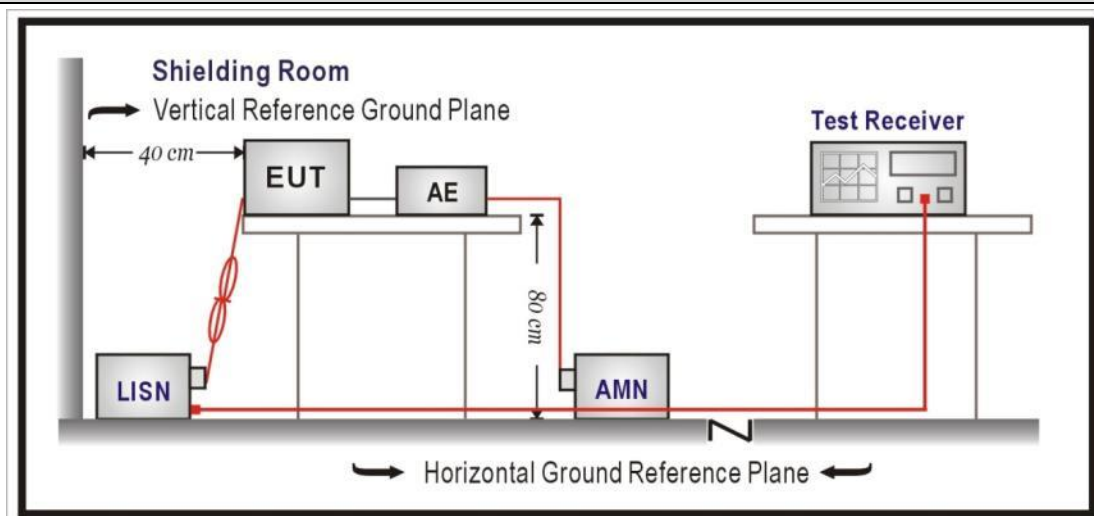 Shielding Room
Vertical Reference Ground Plane
Test Receiver
40 cm
EUT
AE
80 cm
LISN
AMN
Horizontal Ground Reference Plane